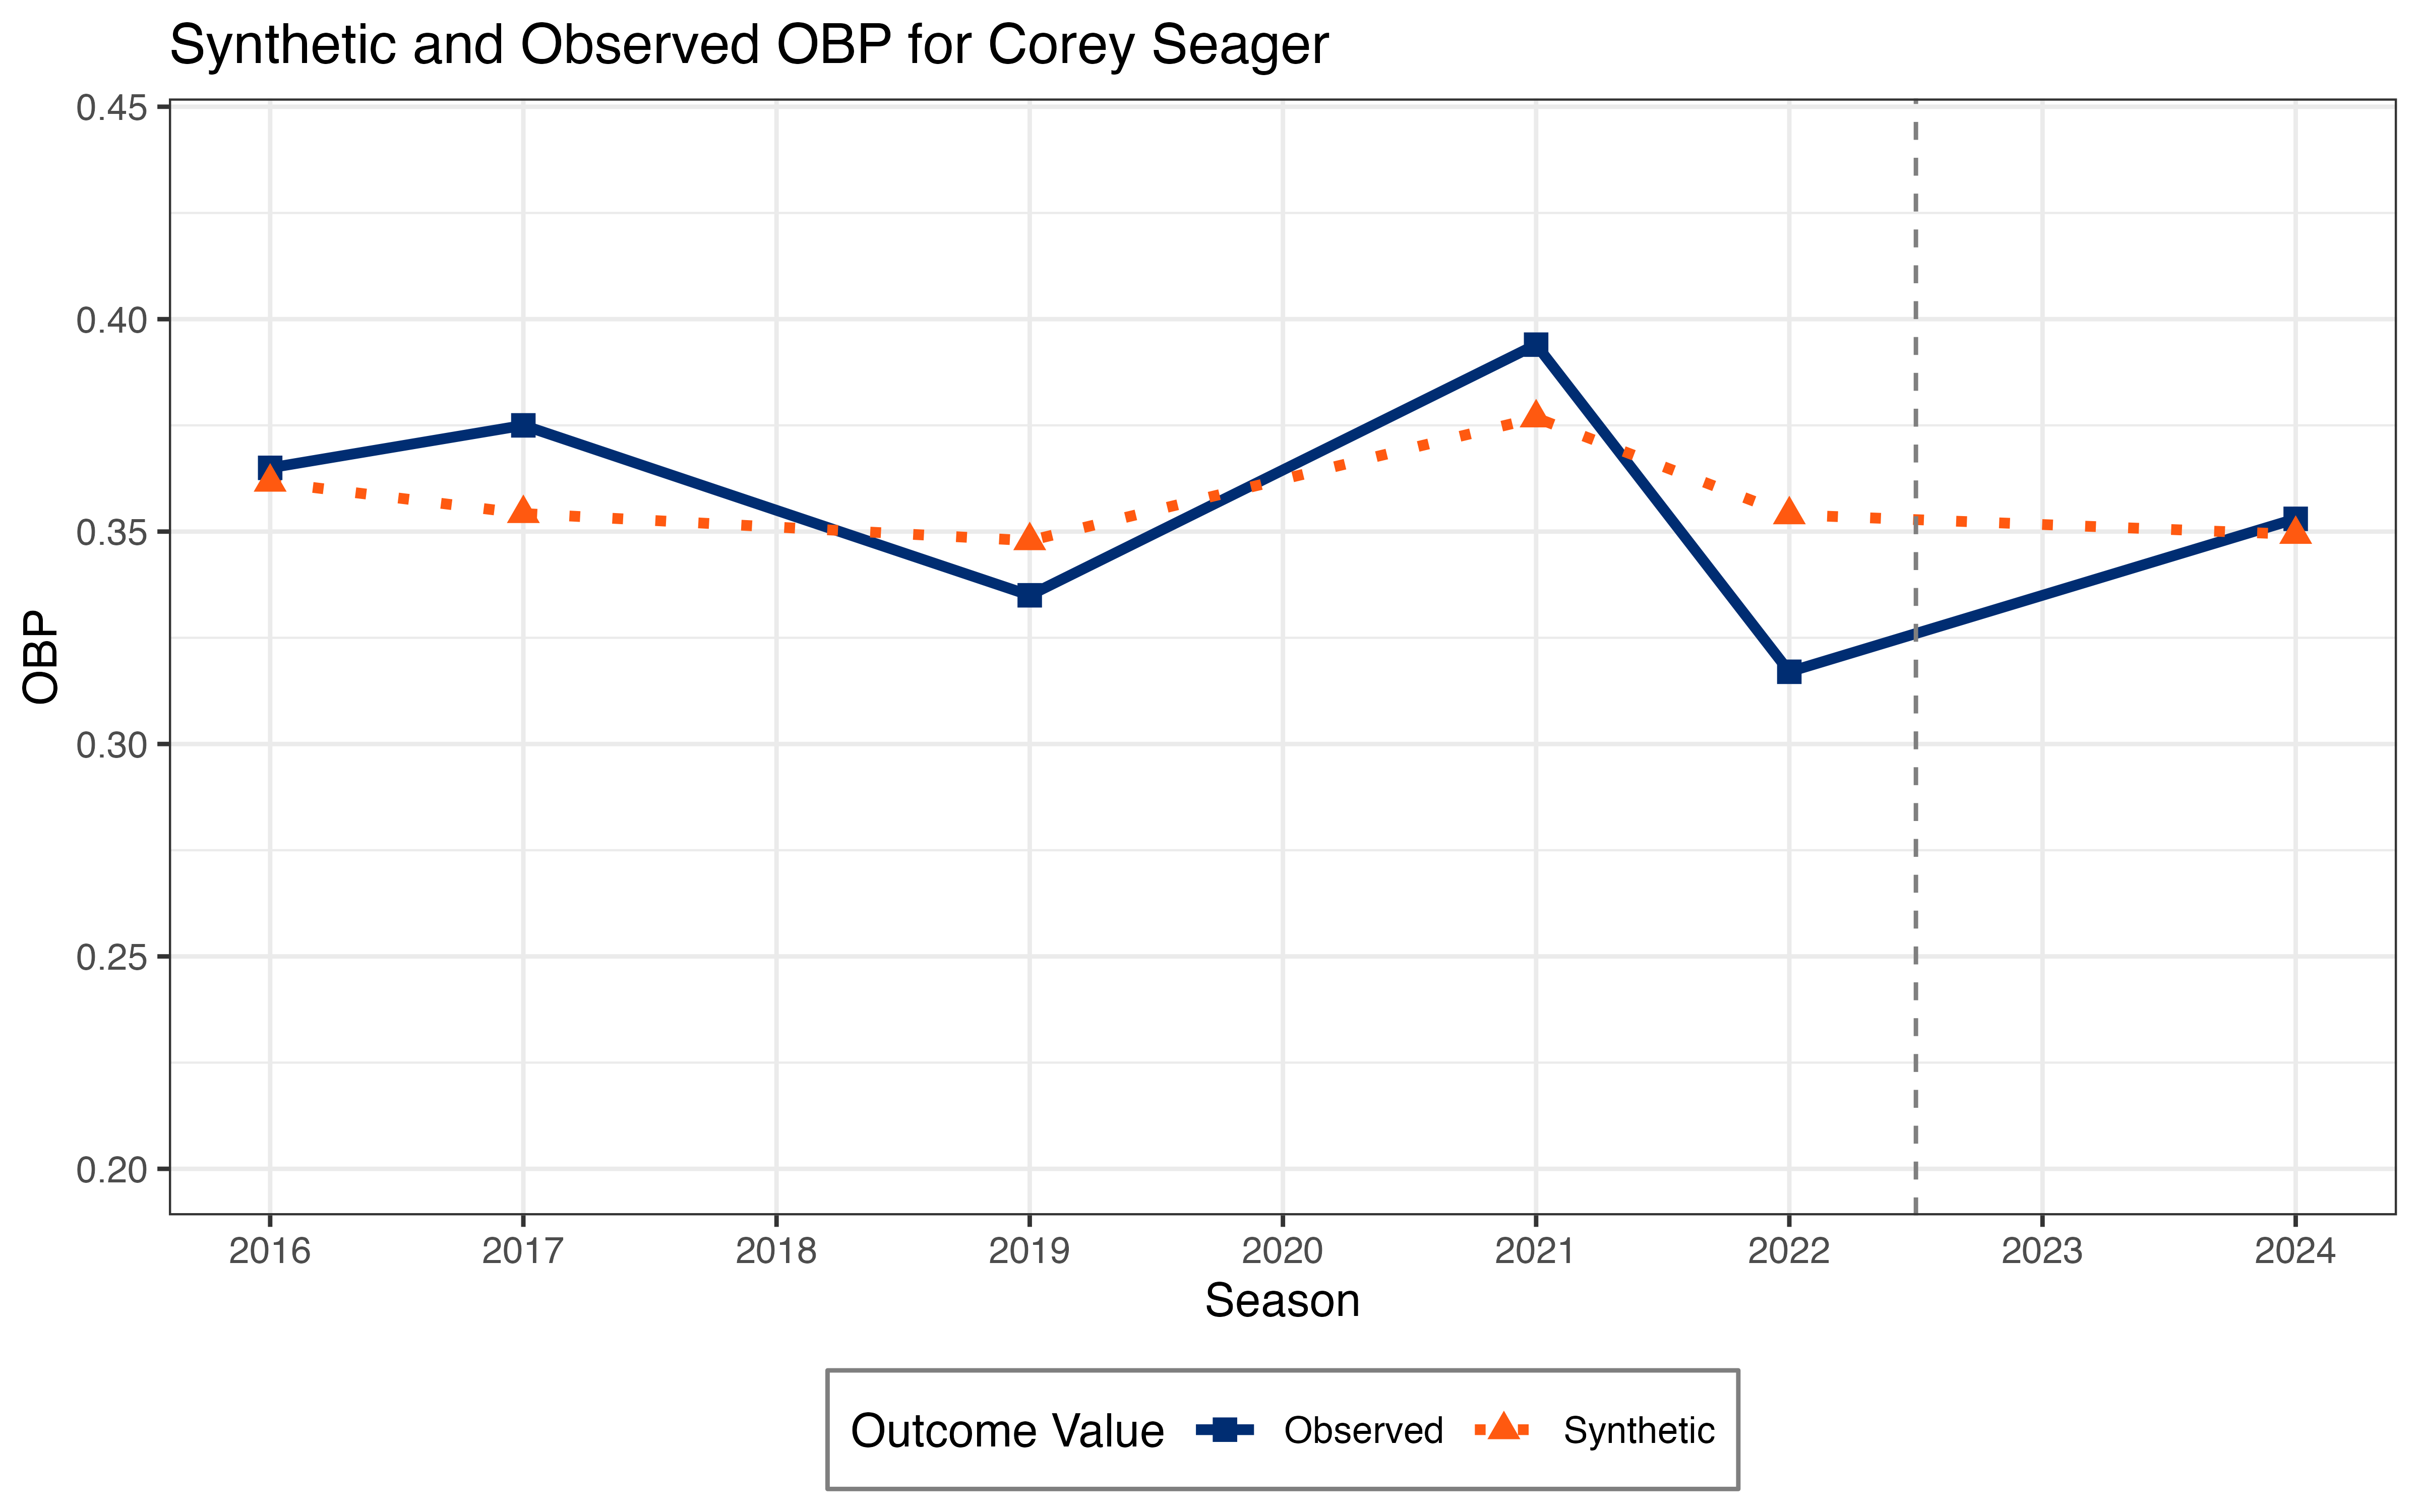 Synthetic and Observed OBP for Corey Seager
0.45
0.40
0.35
0.30
0.25
0.20
OBP
2016 2017 2018 2019 2020 2021 2022 2023 2024
Season
Outcome Value Observed Synthetic